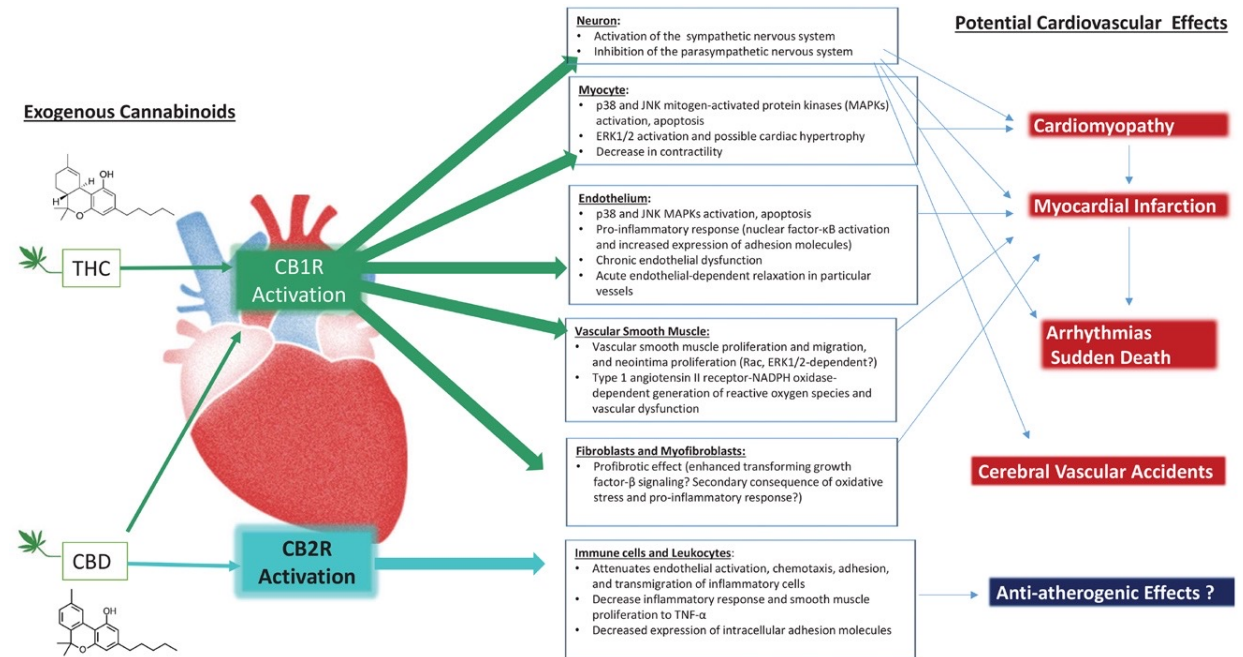 Potential Cardiovascular Effects
Exogenous Cannabinoids
H
OH
H
O
THC
CB1R
Activation
CBD
OH
O
CB2R
Activation
Neuron:
• Activation of the sympathetic nervous system
• Inhibition of the parasympathetic nervous system
Myocyte:
• p38 and JNK mitogen-activated protein kinases (MAPKs)
activation, apoptosis
• ERK1/2 activation and possible cardiac hypertrophy
• Decrease in contractility
Endothelium:
• p38 and JNK MAPKs activation, apoptosis
• Pro-inflammatory response (nuclear factor-κB activation
and increased expression of adhesion molecules)
• Chronic endothelial dysfunction
• Acute endothelial-dependent relaxation in particular
vessels
Vascular Smooth Muscle:
• Vascular smooth muscle proliferation and migration,
and neointima proliferation (Rac, ERK1/2-dependent?)
• Type 1 angiotensin II receptor-NADPH oxidase-
dependent generation of reactive oxygen species and
vascular dysfunction
Fibroblasts and Myofibroblasts:
• Profibrotic effect (enhanced transforming growth
factor-β signaling? Secondary consequence of oxidative
stress and pro-inflammatory response?)
Immune cells and Leukocytes:
• Attenuates endothelial activation, chemotaxis, adhesion,
and transmigration of inflammatory cells
• Decrease inflammatory response and smooth muscle
proliferation to TNF-α
• Decreased expression of intracellular adhesion molecules
Cardiomyopathy
Myocardial Infarction
Arrhythmias
Sudden Death
Cerebral Vascular Accidents
Anti-atherogenic Effects ?